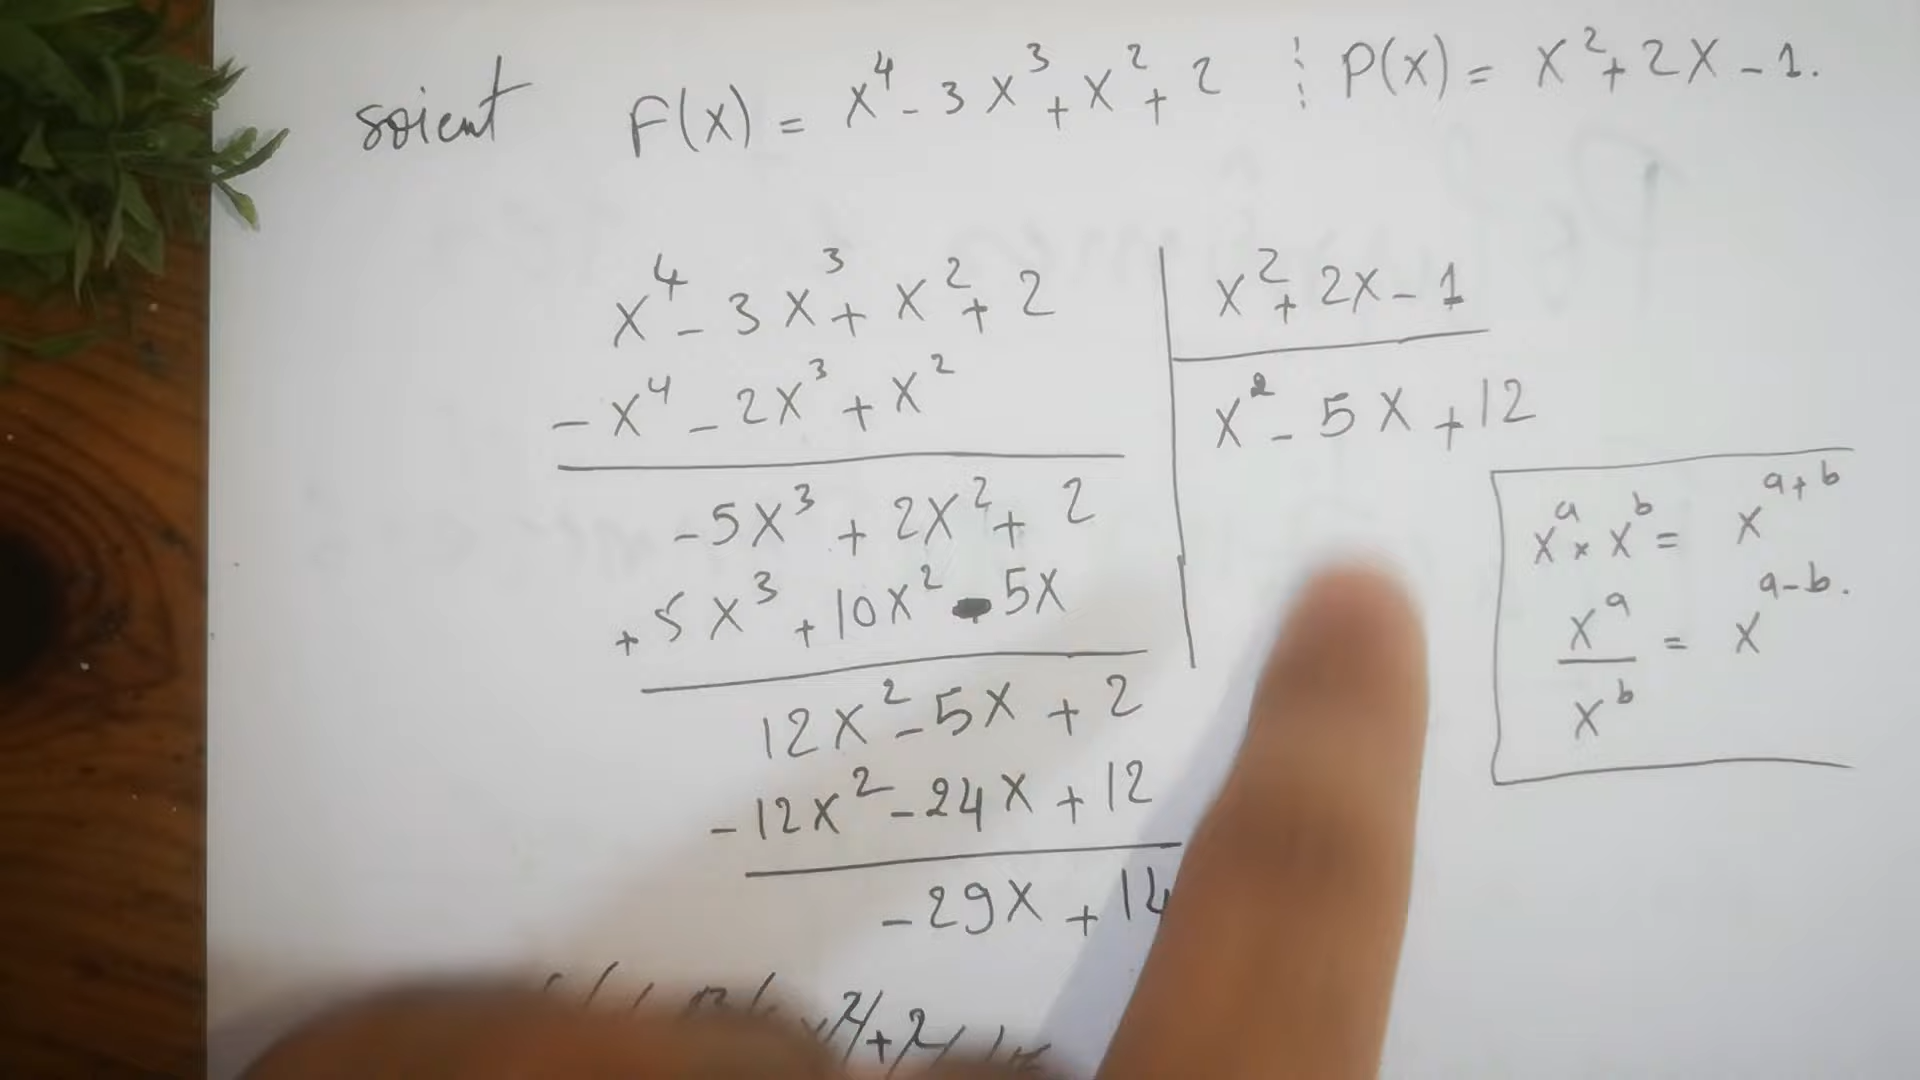 soient F(x) = x⁴ - 3x³ + x² + 2 ⋮ P(x) = x² + 2x - 1.
x⁴ - 3x³ + x² + 2
x² + 2x - 1
- x⁴ - 2x³ + x²
x² - 5x + 12
- 5x³ + 2x² + 2
+ 5x³ + 10x² - 5x
12x² - 5x + 2
- 12x² - 24x + 12
- 29x + 14
xᵃ × xᵇ = xᵃ⁺ᵇ
xᵃ / xᵇ = xᵃ⁻ᵇ.